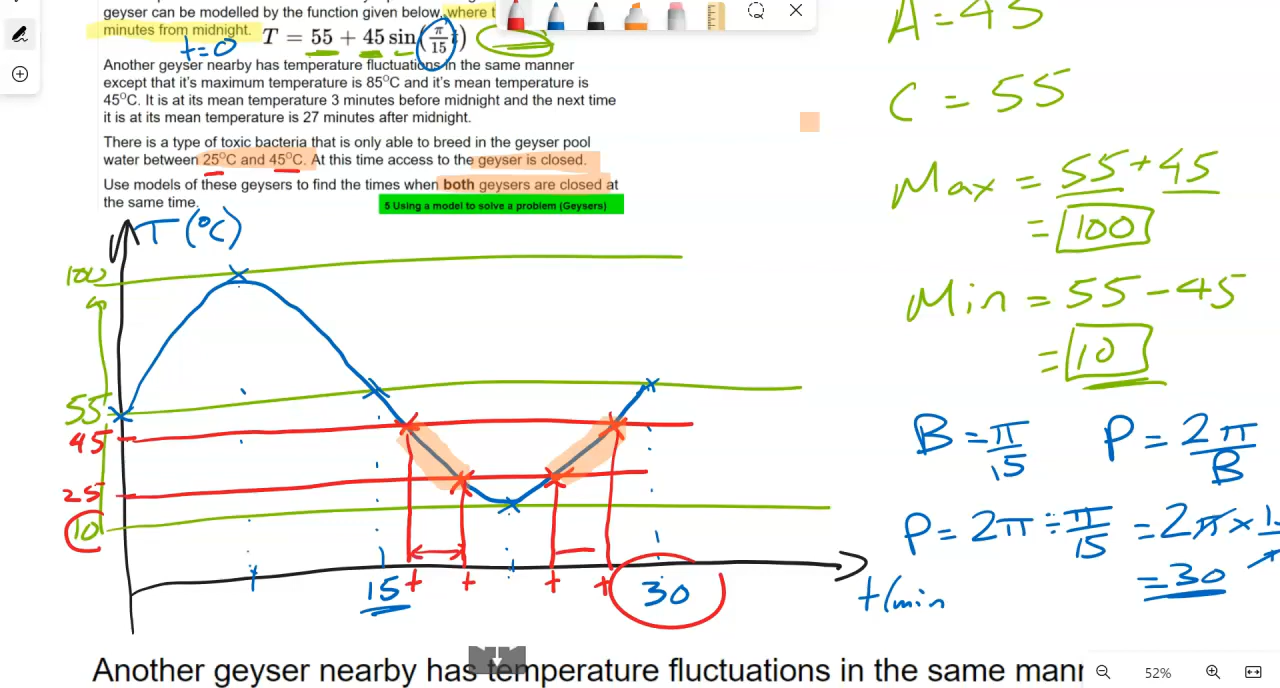 geyser can be modelled by the function given below, where t
minutes from midnight.
t=0
T = 55 + 45 sin(π/15 t)
Another geyser nearby has temperature fluctuations in the same manner
except that it's maximum temperature is 85°C and it's mean temperature is
45°C. It is at its mean temperature 3 minutes before midnight and the next time
it is at its mean temperature is 27 minutes after midnight.
There is a type of toxic bacteria that is only able to breed in the geyser pool
water between 25°C and 45°C. At this time access to the geyser is closed.
Use models of these geysers to find the times when both geysers are closed at
the same time.
5 Using a model to solve a problem (Geysers)
A = 45
C = 55
Max = 55 + 45
= 100
Min = 55 - 45
= 10
B = π/15
P = 2π/B
P = 2π ÷ π/15 = 2π × 1
= 30
T (°C)
100
55
45
25
10
15
t
t
t
t
30
t (min
Another geyser nearby has temperature fluctuations in the same mann
52%